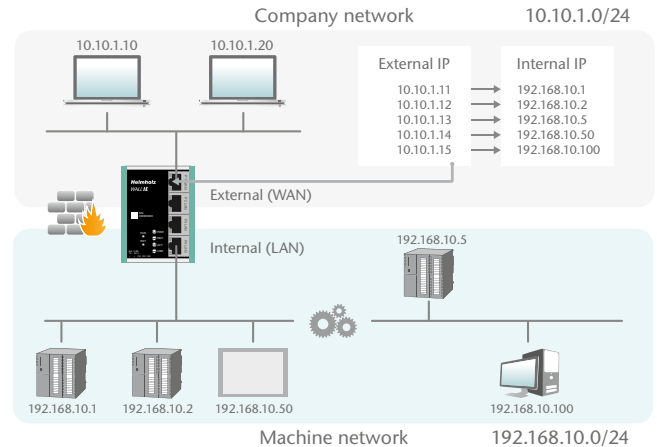 Company network 10.10.1.0/24
10.10.1.10 10.10.1.20
External IP Internal IP
10.10.1.11 192.168.10.1
10.10.1.12 192.168.10.2
10.10.1.13 192.168.10.5
10.10.1.14 192.168.10.50
10.10.1.15 192.168.10.100
Helmholz
WALL IE
External (WAN)
Internal (LAN)
192.168.10.5
192.168.10.1 192.168.10.2 192.168.10.50 192.168.10.100
Machine network 192.168.10.0/24